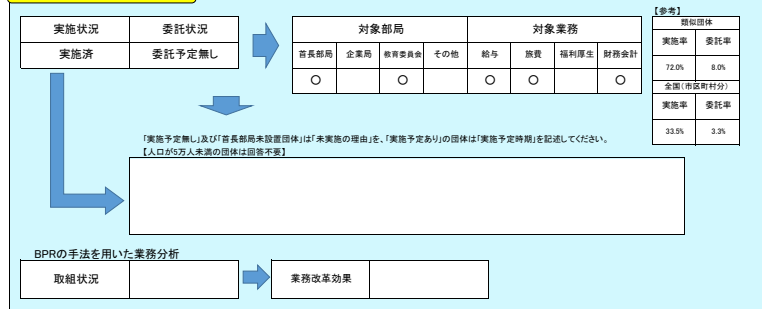 【参考】
実施状況 委託状況
実施済 委託予定無し
対象部局 対象業務
首長部局 企業局 教育委員会 その他 給与 旅費 福利厚生 財務会計
○ ○ ○ ○ ○
類似団体
実施率 委託率
72.0% 8.0%
全国(市区町村分)
実施率 委託率
33.5% 3.3%
「実施予定無し」及び「首長部局未設置団体」は「未実施の理由」を、「実施予定あり」の団体は「実施予定時期」を記述してください。
【人口が5万人未満の団体は回答不要】
BPRの手法を用いた業務分析
取組状況 業務改革効果